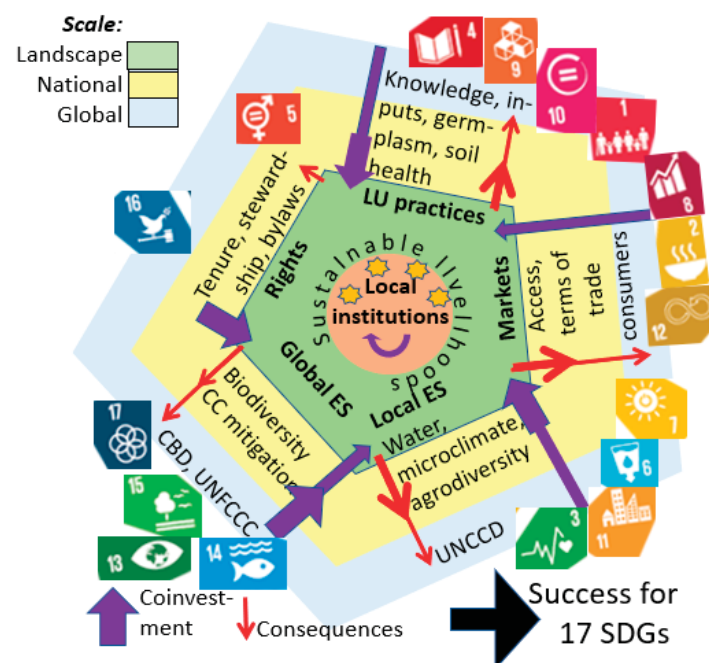 Scale:
Landscape
National
Global
4
9
10
1
5
8
2
12
16
7
6
17
15
3
11
13
14
Knowledge, in-
puts, germ-
plasm, soil
health
LU practices
Tenure, steward-
ship, bylaws
Rights
Sustainable livelihoods
Local
institutions
Markets
Access,
terms of
trade
consumers
Global ES
Local ES
Biodiversity
CC mitigation
CBD, UNFCCC
Water,
microclimate,
agrodiversity
UNCCD
Coinvest-
ment
Consequences
Success for
17 SDGs